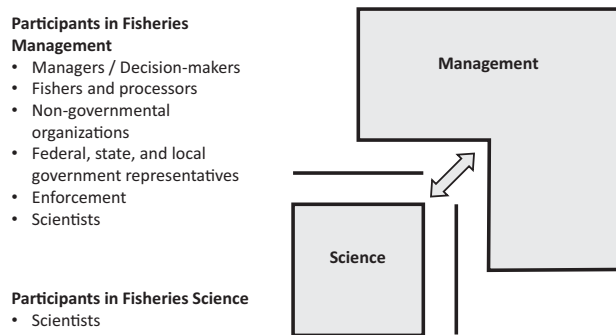 Participants in Fisheries
Management
• Managers / Decision-makers
• Fishers and processors
• Non-governmental
organizations
• Federal, state, and local
government representatives
• Enforcement
• Scientists
Participants in Fisheries Science
• Scientists
Management
Science